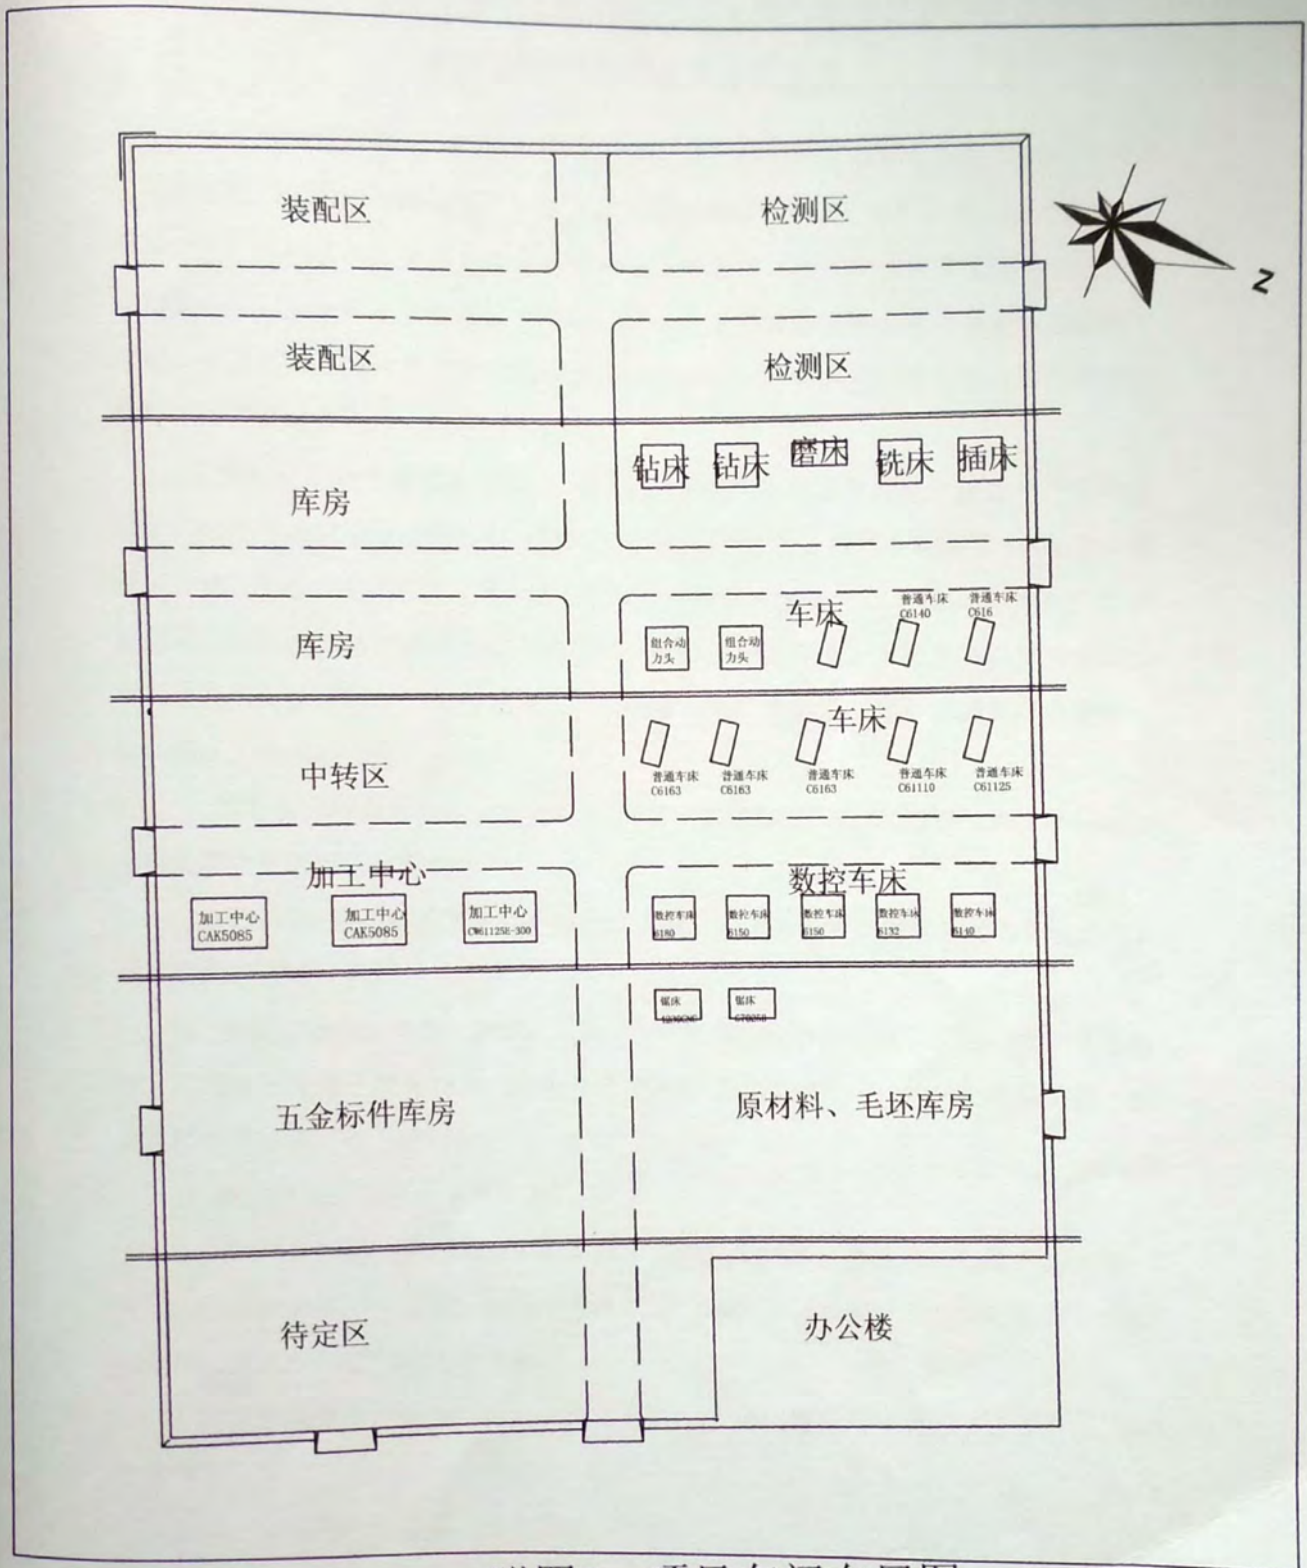 装配区
检测区
Z
装配区
检测区
钻床
钻床
磨床
铣床
插床
库房
车床
普通车床
C6140
普通车床
C616
库房
组合动
力头
组合动
力头
车床
中转区
普通车床
C6163
普通车床
C6163
普通车床
C6163
普通车床
C61110
普通车床
C61125
加工中心
数控车床
加工中心
CAK5085
加工中心
CAK5085
加工中心
CW61125E-300
数控车床
6180
数控车床
6150
数控车床
6150
数控车床
6132
数控车床
6140
锯床
锯床
五金标件库房
原材料、毛坯库房
待定区
办公楼